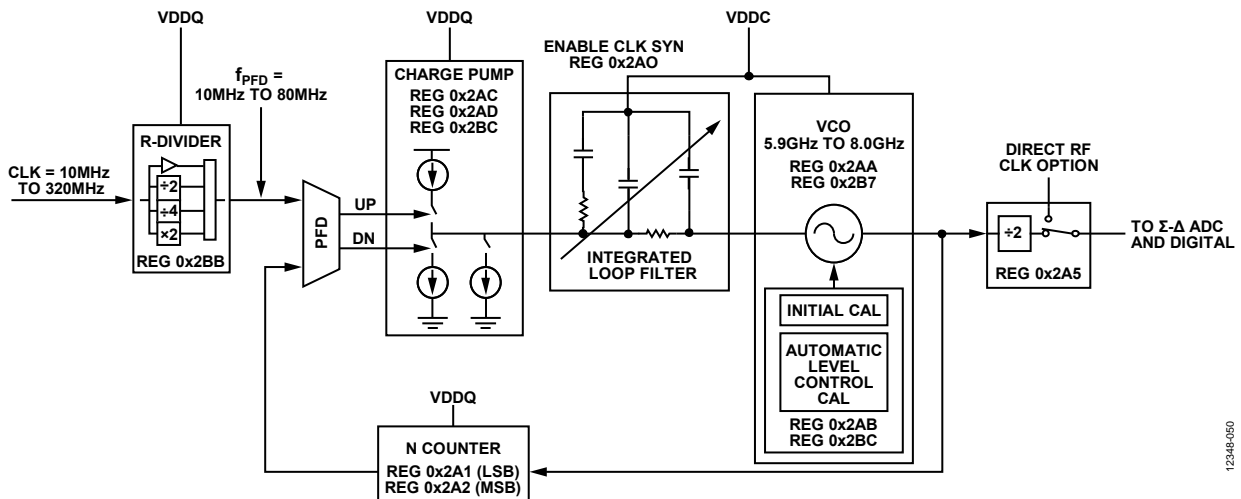 VDDQ
VDDQ
VDDC
ENABLE CLK SYN
REG 0x2AO
f_PFD =
10MHz TO 80MHz
CHARGE PUMP
REG 0x2AC
REG 0x2AD
REG 0x2BC
R-DIVIDER
÷2
÷4
×2
REG 0x2BB
CLK = 10MHz
TO 320MHz
PFD
UP
DN
INTEGRATED
LOOP FILTER
VCO
5.9GHz TO 8.0GHz
REG 0x2AA
REG 0x2B7
INITIAL CAL
AUTOMATIC
LEVEL
CONTROL
CAL
REG 0x2AB
REG 0x2BC
DIRECT RF
CLK OPTION
÷2
REG 0x2A5
TO Σ-Δ ADC
AND DIGITAL
VDDQ
N COUNTER
REG 0x2A1 (LSB)
REG 0x2A2 (MSB)
12348-050